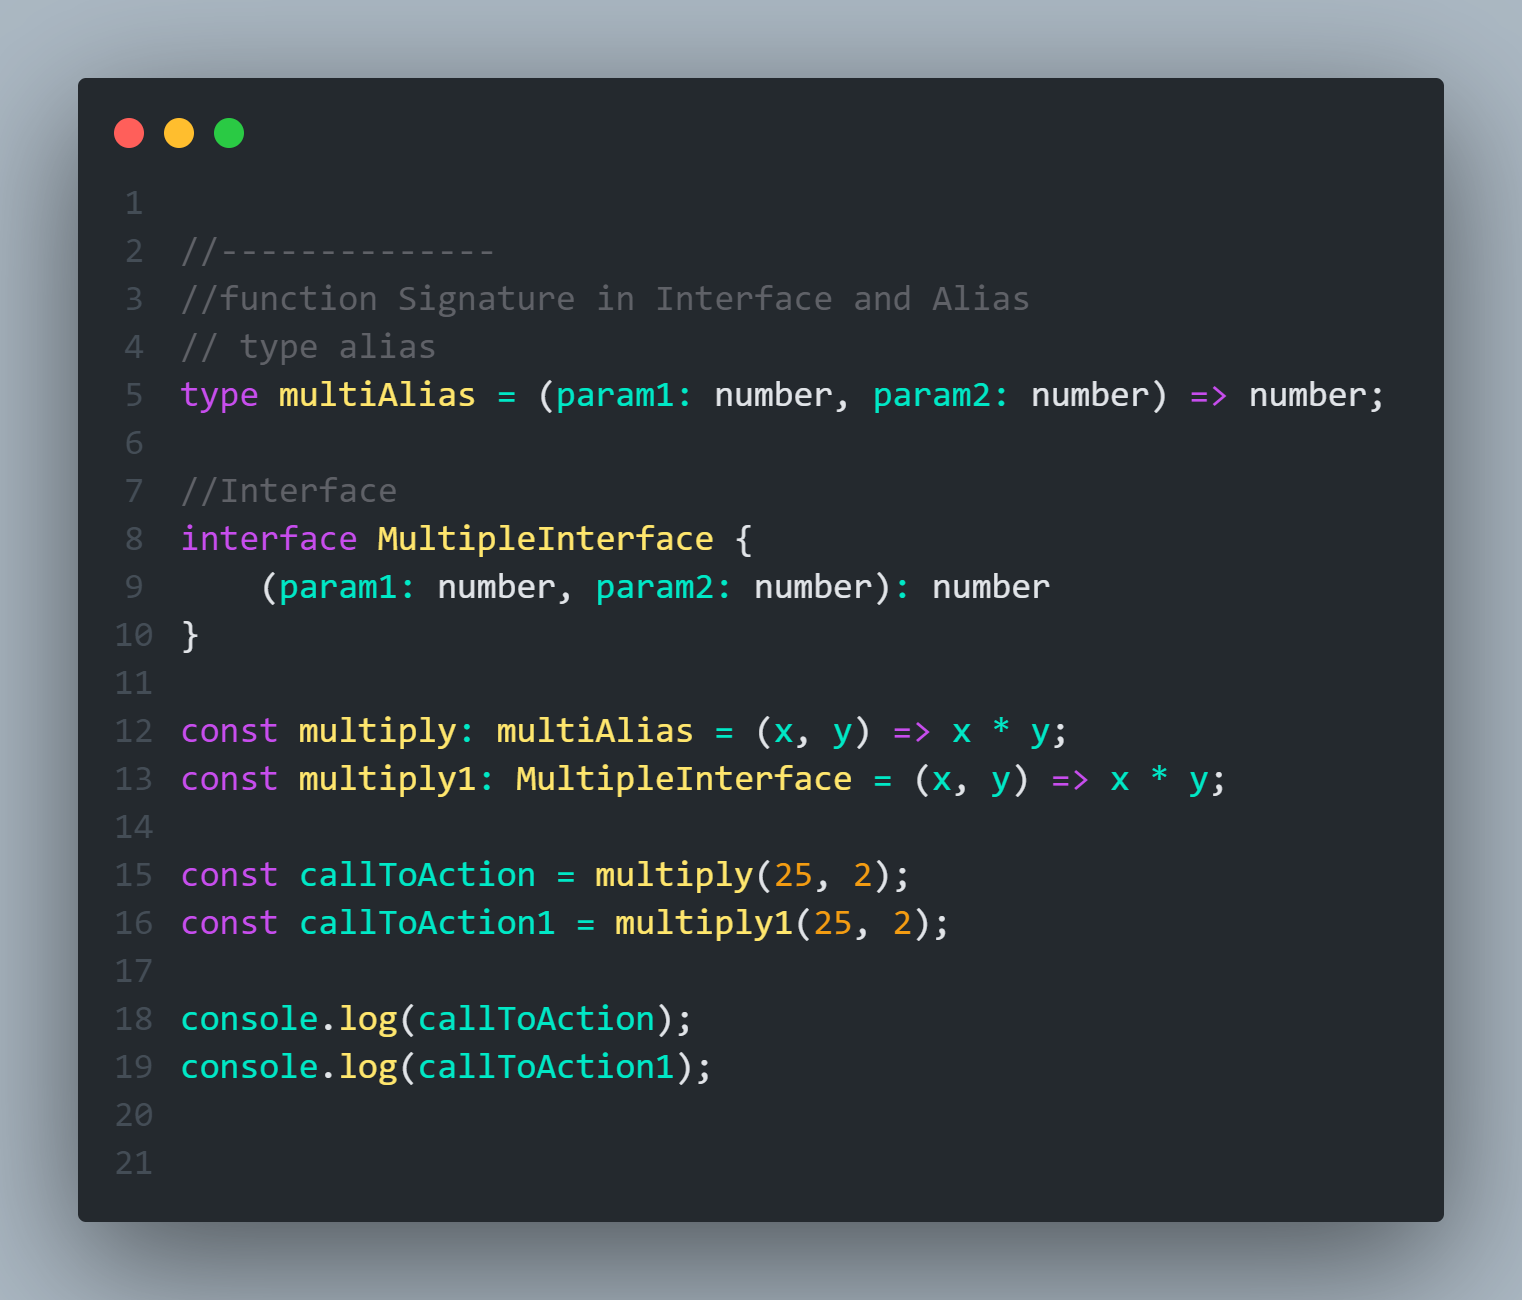 1
2 //--------------
3 //function Signature in Interface and Alias
4 // type alias
5 type multiAlias = (param1: number, param2: number) => number;
6
7 //Interface
8 interface MultipleInterface {
9     (param1: number, param2: number): number
10 }
11
12 const multiply: multiAlias = (x, y) => x * y;
13 const multiply1: MultipleInterface = (x, y) => x * y;
14
15 const callToAction = multiply(25, 2);
16 const callToAction1 = multiply1(25, 2);
17
18 console.log(callToAction);
19 console.log(callToAction1);
20
21